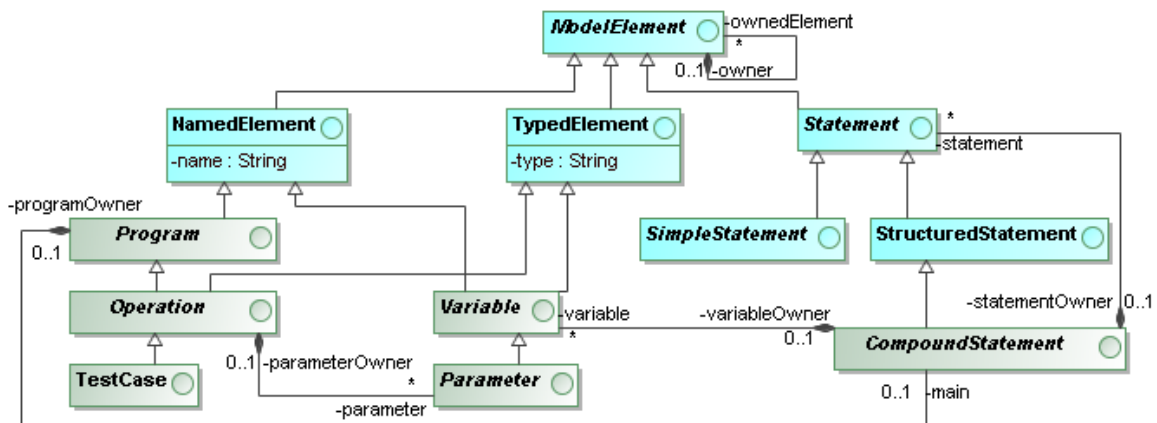 ModelElement
-ownedElement
*
0..1
-owner
NamedElement
-name : String
TypedElement
-type : String
Statement
*
-statement
-programOwner
0..1
Program
SimpleStatement
StructuredStatement
Operation
Variable
-variable
*
-variableOwner
0..1
-statementOwner
0..1
CompoundStatement
0..1
-parameterOwner
TestCase
*
-parameter
Parameter
0..1
-main